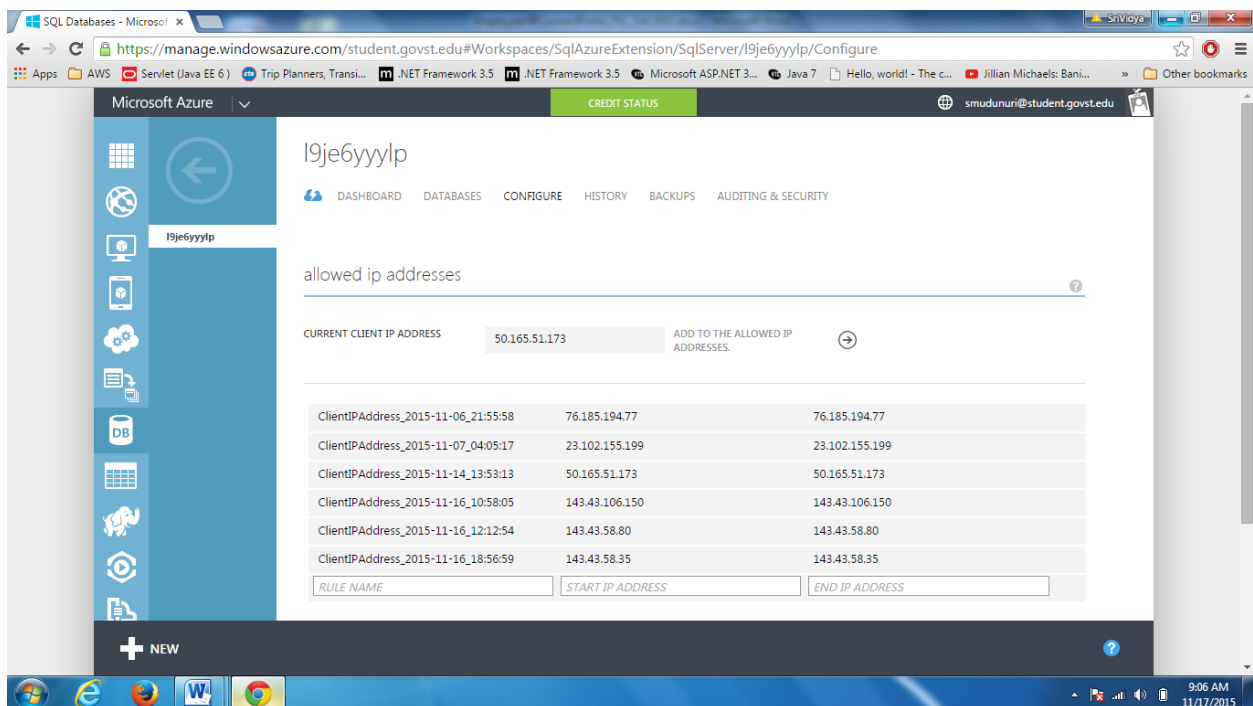 SQL Databases - Microsof
SriVidya
https://manage.windowsazure.com/student.govst.edu#Workspaces/SqlAzureExtension/SqlServer/l9je6yyylp/Configure
Apps AWS Servlet (Java EE 6) Trip Planners, Transi... .NET Framework 3.5 .NET Framework 3.5 Microsoft ASP.NET 3... Java 7 Hello, world! - The c... Jillian Michaels: Bani... » Other bookmarks
Microsoft Azure CREDIT STATUS smudunuri@student.govst.edu
l9je6yyylp
DASHBOARD DATABASES CONFIGURE HISTORY BACKUPS AUDITING & SECURITY
l9je6yyylp
allowed ip addresses
?
CURRENT CLIENT IP ADDRESS 50.165.51.173 ADD TO THE ALLOWED IP
ADDRESSES.
ClientIPAddress_2015-11-06_21:55:58 76.185.194.77 76.185.194.77
DB
ClientIPAddress_2015-11-07_04:05:17 23.102.155.199 23.102.155.199
ClientIPAddress_2015-11-14_13:53:13 50.165.51.173 50.165.51.173
ClientIPAddress_2015-11-16_10:58:05 143.43.106.150 143.43.106.150
ClientIPAddress_2015-11-16_12:12:54 143.43.58.80 143.43.58.80
ClientIPAddress_2015-11-16_18:56:59 143.43.58.35 143.43.58.35
RULE NAME START IP ADDRESS END IP ADDRESS
NEW ?
9:06 AM
11/17/2015